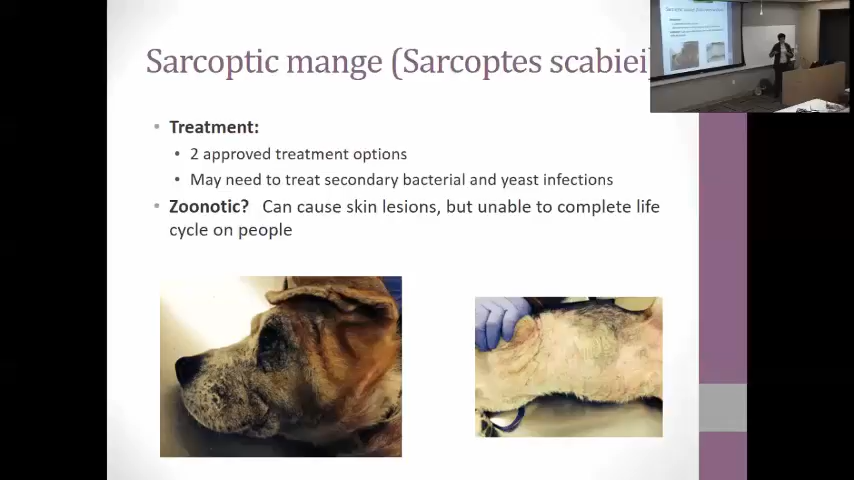 Sarcoptic mange (Sarcoptes scabiei
Treatment:
2 approved treatment options
May need to treat secondary bacterial and yeast infections
Zoonotic? Can cause skin lesions, but unable to complete life
cycle on people